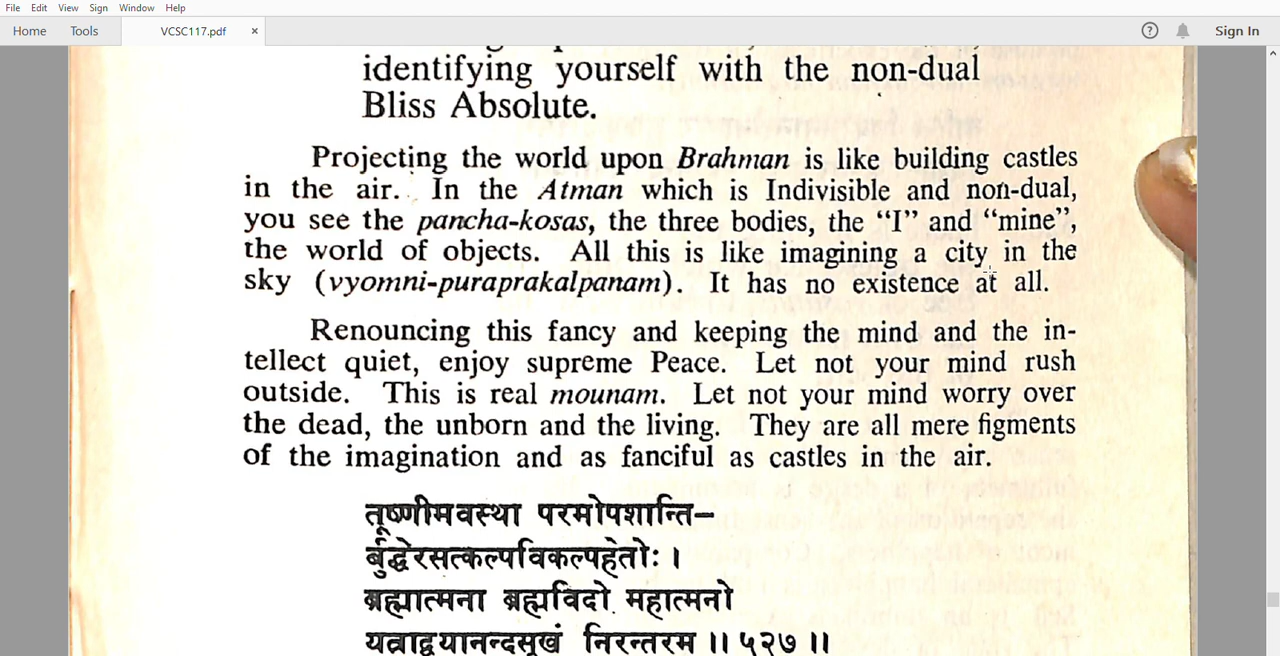 File Edit View Sign Window Help
Home Tools VCSC117.pdf × ? Sign In
identifying yourself with the non-dual
Bliss Absolute.
Projecting the world upon Brahman is like building castles
in the air. In the Atman which is Indivisible and non-dual,
you see the pancha-kosas, the three bodies, the “I” and “mine”,
the world of objects. All this is like imagining a city in the
sky (vyomni-puraprakalpanam). It has no existence at all.
Renouncing this fancy and keeping the mind and the in-
tellect quiet, enjoy supreme Peace. Let not your mind rush
outside. This is real mounam. Let not your mind worry over
the dead, the unborn and the living. They are all mere figments
of the imagination and as fanciful as castles in the air.
तूष्णीमवस्था परमोपशान्ति–
र्बुद्धेरसत्कल्पविकल्पहेतोः ।
ब्रह्मात्मना ब्रह्मविदो महात्मनो
यत्राद्वयानन्दसुखं निरन्तरम ॥ ५२७ ॥